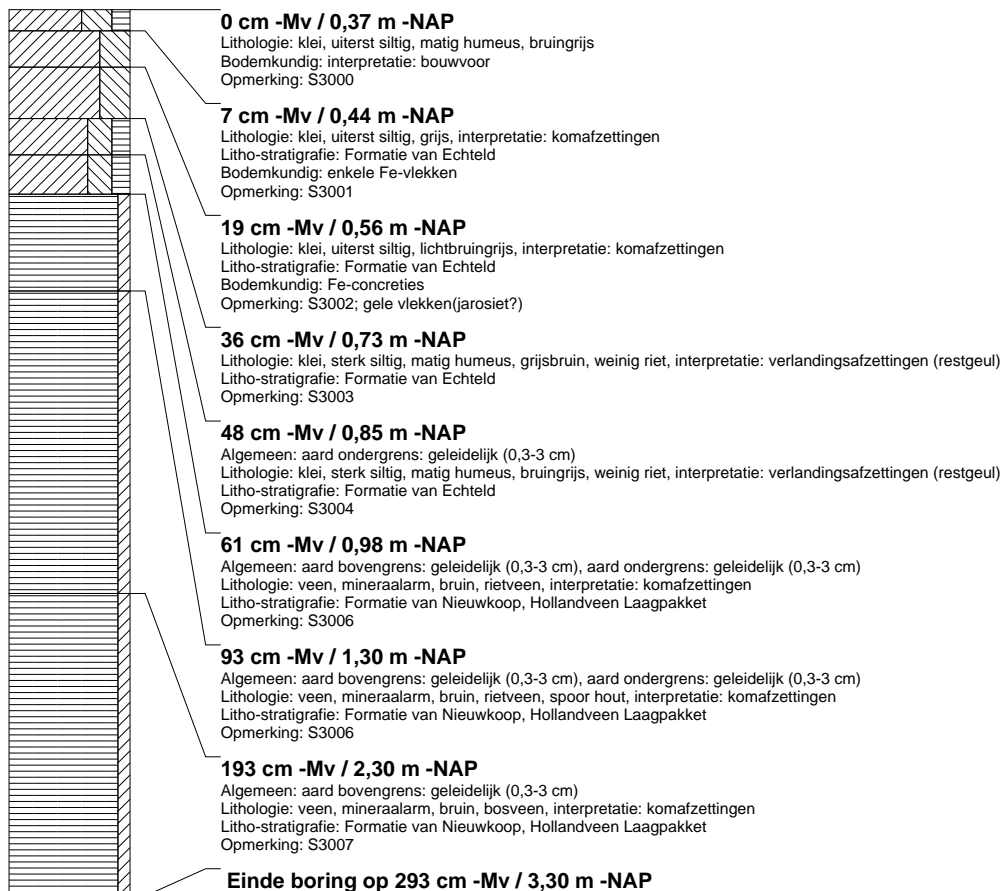 0 cm -Mv / 0,37 m -NAP
Lithologie: klei, uiterst siltig, matig humeus, bruingrijs
Bodemkundig: interpretatie: bouwvoor
Opmerking: S3000
7 cm -Mv / 0,44 m -NAP
Lithologie: klei, uiterst siltig, grijs, interpretatie: komafzettingen
Litho-stratigrafie: Formatie van Echteld
Bodemkundig: enkele Fe-vlekken
Opmerking: S3001
19 cm -Mv / 0,56 m -NAP
Lithologie: klei, uiterst siltig, lichtbruingrijs, interpretatie: komafzettingen
Litho-stratigrafie: Formatie van Echteld
Bodemkundig: Fe-concreties
Opmerking: S3002; gele vlekken(jarosiet?)
36 cm -Mv / 0,73 m -NAP
Lithologie: klei, sterk siltig, matig humeus, grijsbruin, weinig riet, interpretatie: verlandingsafzettingen (restgeul)
Litho-stratigrafie: Formatie van Echteld
Opmerking: S3003
48 cm -Mv / 0,85 m -NAP
Algemeen: aard ondergrens: geleidelijk (0,3-3 cm)
Lithologie: klei, sterk siltig, matig humeus, bruingrijs, weinig riet, interpretatie: verlandingsafzettingen (restgeul)
Litho-stratigrafie: Formatie van Echteld
Opmerking: S3004
61 cm -Mv / 0,98 m -NAP
Algemeen: aard bovengrens: geleidelijk (0,3-3 cm), aard ondergrens: geleidelijk (0,3-3 cm)
Lithologie: veen, mineraalarm, bruin, rietveen, interpretatie: komafzettingen
Litho-stratigrafie: Formatie van Nieuwkoop, Hollandveen Laagpakket
Opmerking: S3006
93 cm -Mv / 1,30 m -NAP
Algemeen: aard bovengrens: geleidelijk (0,3-3 cm), aard ondergrens: geleidelijk (0,3-3 cm)
Lithologie: veen, mineraalarm, bruin, rietveen, spoor hout, interpretatie: komafzettingen
Litho-stratigrafie: Formatie van Nieuwkoop, Hollandveen Laagpakket
Opmerking: S3006
193 cm -Mv / 2,30 m -NAP
Algemeen: aard bovengrens: geleidelijk (0,3-3 cm)
Lithologie: veen, mineraalarm, bruin, bosveen, interpretatie: komafzettingen
Litho-stratigrafie: Formatie van Nieuwkoop, Hollandveen Laagpakket
Opmerking: S3007
Einde boring op 293 cm -Mv / 3,30 m -NAP